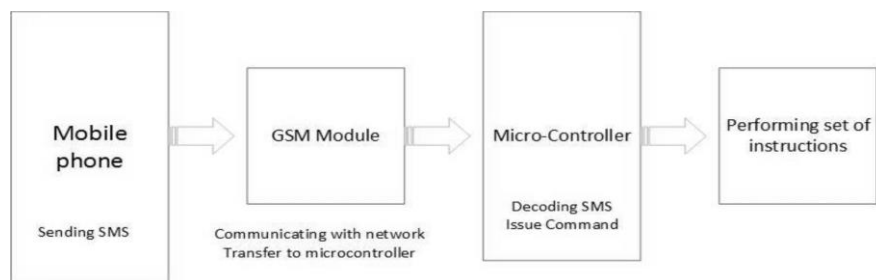 Mobile
phone
Sending SMS
GSM Module
Communicating with network
Transfer to microcontroller
Micro-Controller
Decoding SMS
Issue Command
Performing set of
instructions